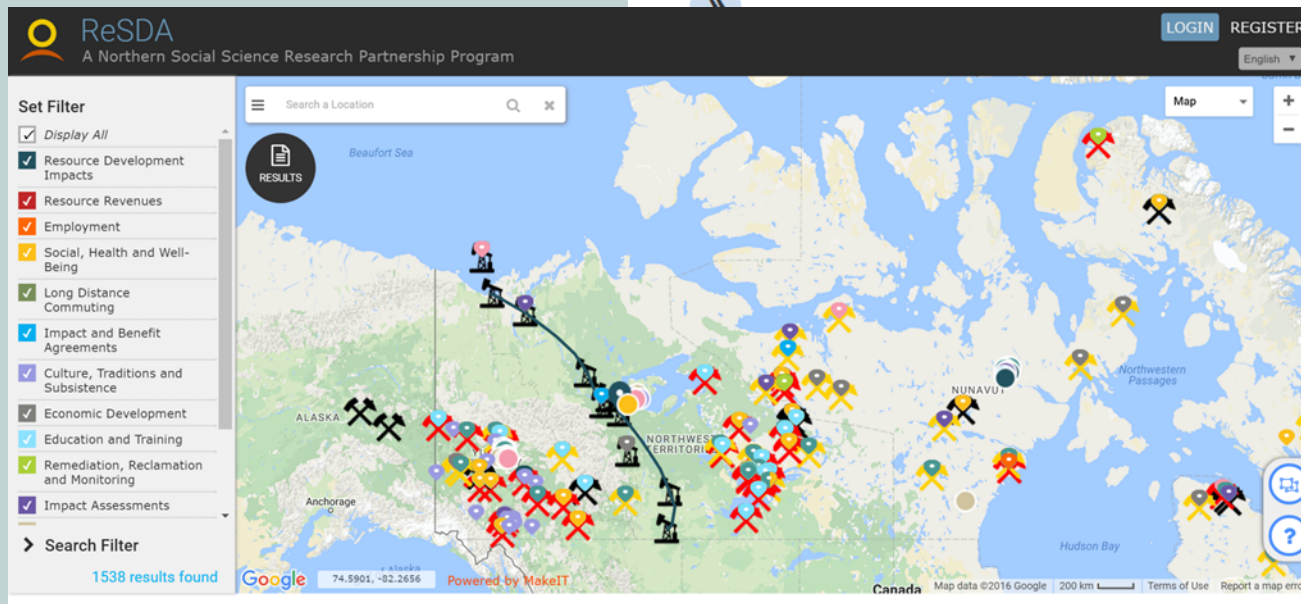 ReSDA
A Northern Social Science Research Partnership Program
LOGIN
REGISTER
English
Set Filter
Display All
Resource Development
Impacts
Resource Revenues
Employment
Social, Health and Well-
Being
Long Distance
Commuting
Impact and Benefit
Agreements
Culture, Traditions and
Subsistence
Economic Development
Education and Training
Remediation, Reclamation
and Monitoring
Impact Assessments
Search Filter
1538 results found
Search a Location
RESULTS
Map
+
−
Beaufort Sea
ALASKA
Anchorage
NORTHWEST
TERRITORI
NUNAVUT
Northwestern
Passages
Hudson Bay
Canada
Google
74.5901, -82.2656
Powered by MakeIT
Map data ©2016 Google
200 km
Terms of Use
Report a map erro
?